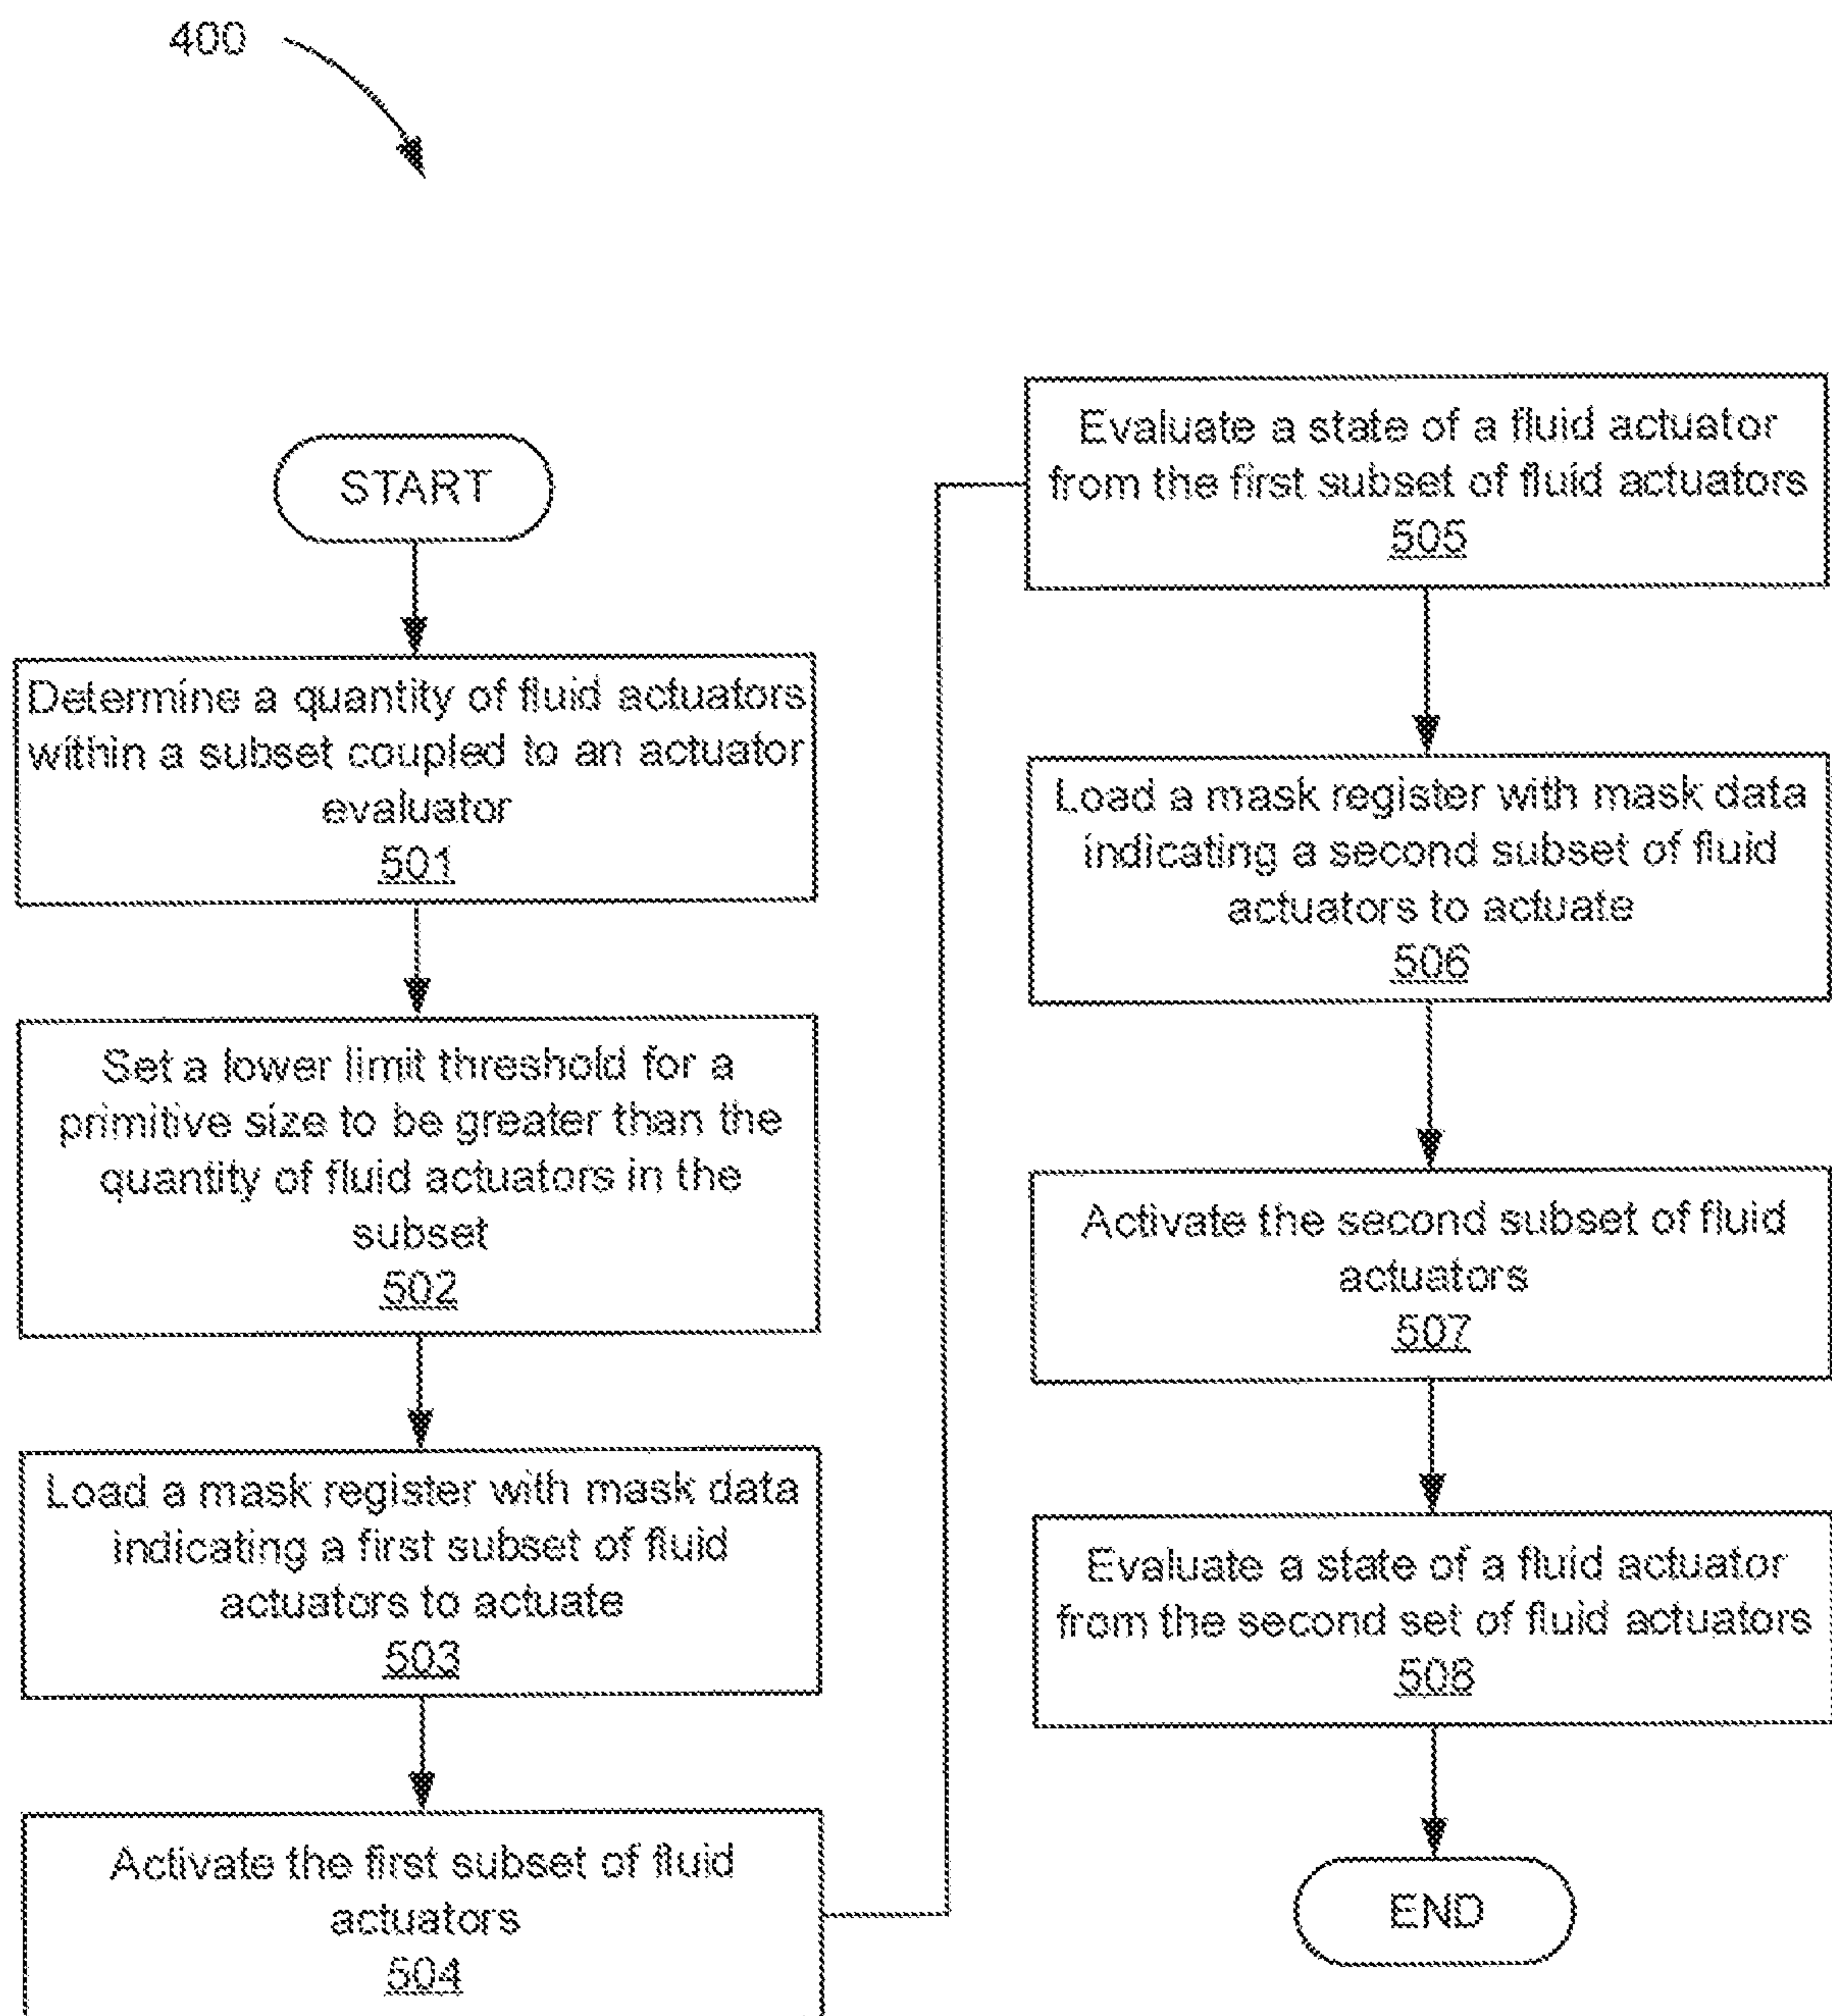 400
START
Determine a quantity of fluid actuators
within a subset coupled to an actuator
evaluator
501
Set a lower limit threshold for a
primitive size to be greater than the
quantity of fluid actuators in the
subset
502
Load a mask register with mask data
indicating a first subset of fluid
actuators to actuate
503
Activate the first subset of fluid
actuators
504
Evaluate a state of a fluid actuator
from the first subset of fluid actuators
505
Load a mask register with mask data
indicating a second subset of fluid
actuators to actuate
506
Activate the second subset of fluid
actuators
507
Evaluate a state of a fluid actuator
from the second set of fluid actuators
508
END